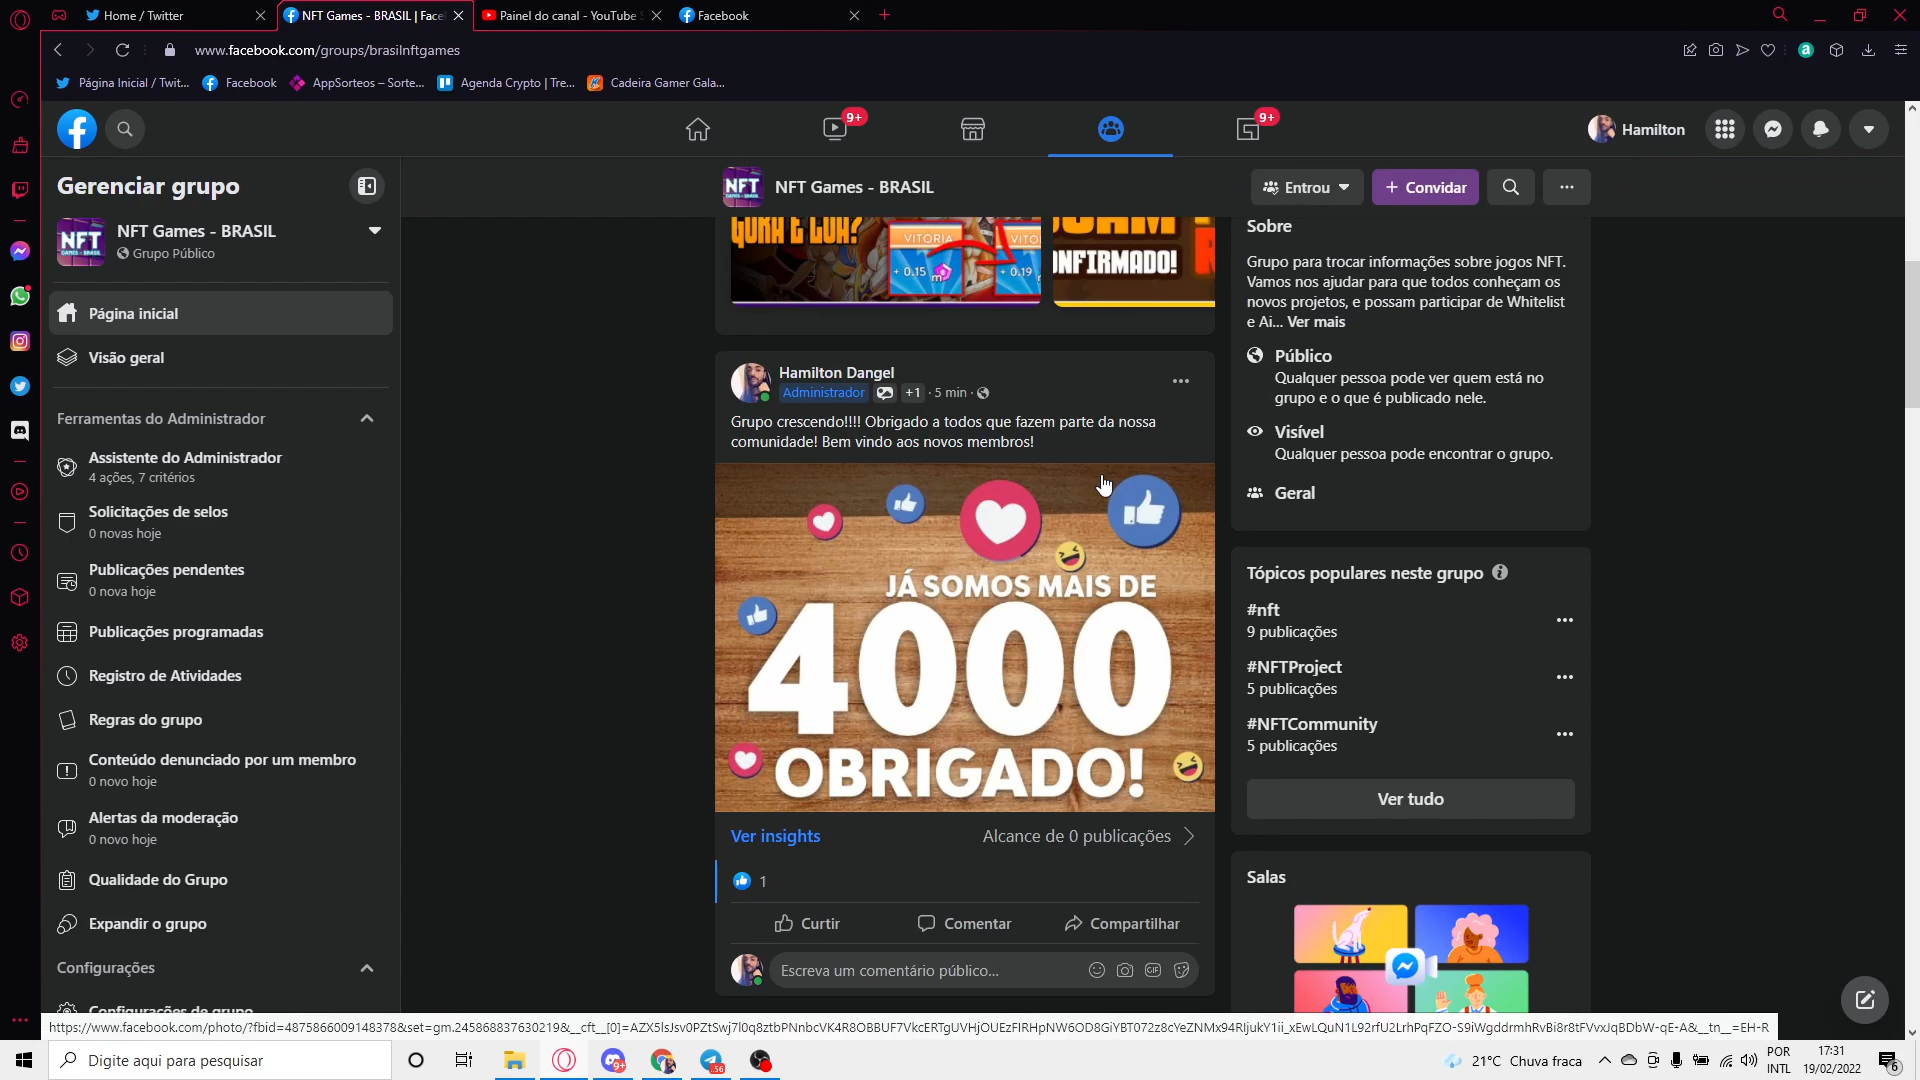 Home / Twitter
NFT Games - BRASIL | Face
Painel do canal - YouTube S
Facebook
www.facebook.com/groups/brasilnftgames
Página Inicial / Twit...
Facebook
AppSorteos – Sorte...
Agenda Crypto | Tre...
Cadeira Gamer Gala...
9+
9+
Hamilton
Gerenciar grupo
NFT Games - BRASIL
Grupo Público
Página inicial
Visão geral
Ferramentas do Administrador
Assistente do Administrador
4 ações, 7 critérios
Solicitações de selos
0 novas hoje
Publicações pendentes
0 nova hoje
Publicações programadas
Registro de Atividades
Regras do grupo
Conteúdo denunciado por um membro
0 novo hoje
Alertas da moderação
0 novo hoje
Qualidade do Grupo
Expandir o grupo
Configurações
Configurações do grupo
NFT
NFT Games - BRASIL
Entrou
+ Convidar
VITORIA
+ 0.15
+ 0.19
ONFIRMADO!
Hamilton Dangel
Administrador +1 · 5 min ·
Grupo crescendo!!!! Obrigado a todos que fazem parte da nossa
comunidade! Bem vindo aos novos membros!
JÁ SOMOS MAIS DE
4000
OBRIGADO!
Ver insights
Alcance de 0 publicações
1
Curtir
Comentar
Compartilhar
Escreva um comentário público...
GIF
Sobre
Grupo para trocar informações sobre jogos NFT.
Vamos nos ajudar para que todos conheçam os
novos projetos, e possam participar de Whitelist
e Ai... Ver mais
Público
Qualquer pessoa pode ver quem está no
grupo e o que é publicado nele.
Visível
Qualquer pessoa pode encontrar o grupo.
Geral
Tópicos populares neste grupo
#nft
9 publicações
#NFTProject
5 publicações
#NFTCommunity
5 publicações
Ver tudo
Salas
Digite aqui para pesquisar
21°C Chuva fraca
POR
INTL
17:31
19/02/2022
6